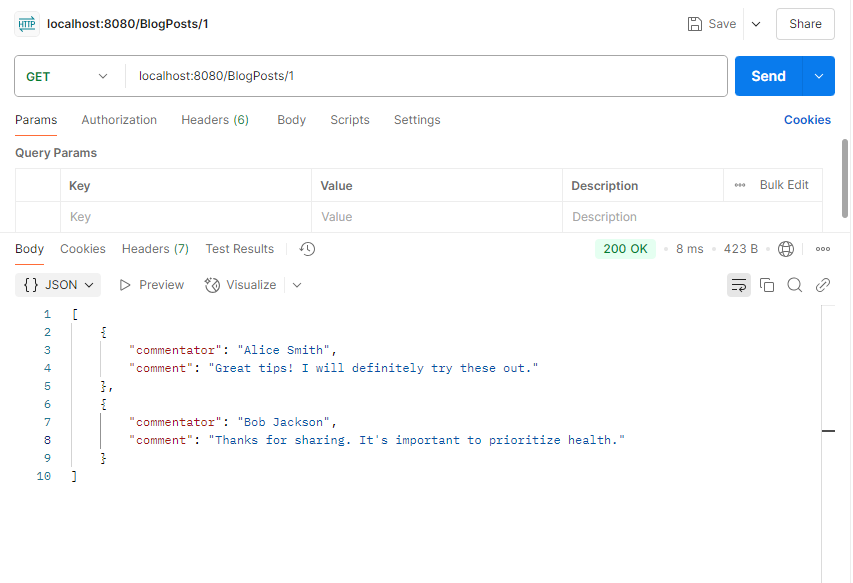 HTTP localhost:8080/BlogPosts/1 Save Share
GET localhost:8080/BlogPosts/1 Send
Params Authorization Headers (6) Body Scripts Settings Cookies
Query Params
Key Value Description Bulk Edit
Key Value Description
Body Cookies Headers (7) Test Results 200 OK 8 ms 423 B
{} JSON Preview Visualize
1 [
2 {
3 "commentator": "Alice Smith",
4 "comment": "Great tips! I will definitely try these out."
5 },
6 {
7 "commentator": "Bob Jackson",
8 "comment": "Thanks for sharing. It's important to prioritize health."
9 }
10 ]